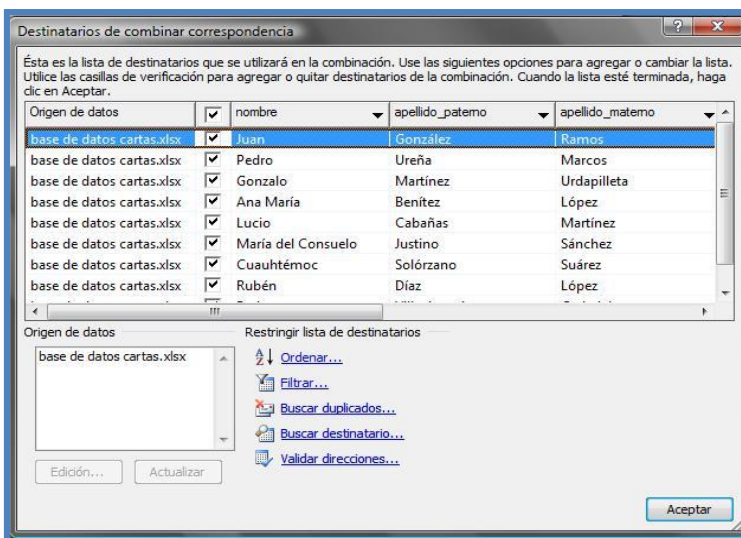 Destinatarios de combinar correspondencia
Ésta es la lista de destinatarios que se utilizará en la combinación. Use las siguientes opciones para agregar o cambiar la lista.
Utilice las casillas de verificación para agregar o quitar destinatarios de la combinación. Cuando la lista esté terminada, haga
clic en Aceptar.
Origen de datos nombre apellido_paterno apellido_materno
base de datos cartas.xlsx Juan González Ramos
base de datos cartas.xlsx Pedro Ureña Marcos
base de datos cartas.xlsx Gonzalo Martínez Urdapilleta
base de datos cartas.xlsx Ana María Benítez López
base de datos cartas.xlsx Lucio Cabañas Martínez
base de datos cartas.xlsx María del Consuelo Justino Sánchez
base de datos cartas.xlsx Cuauhtémoc Solórzano Suárez
base de datos cartas.xlsx Rubén Díaz López
Origen de datos Restringir lista de destinatarios
base de datos cartas.xlsx
Ordenar...
Filtrar...
Buscar duplicados...
Buscar destinatario...
Validar direcciones...
Edición... Actualizar
Aceptar